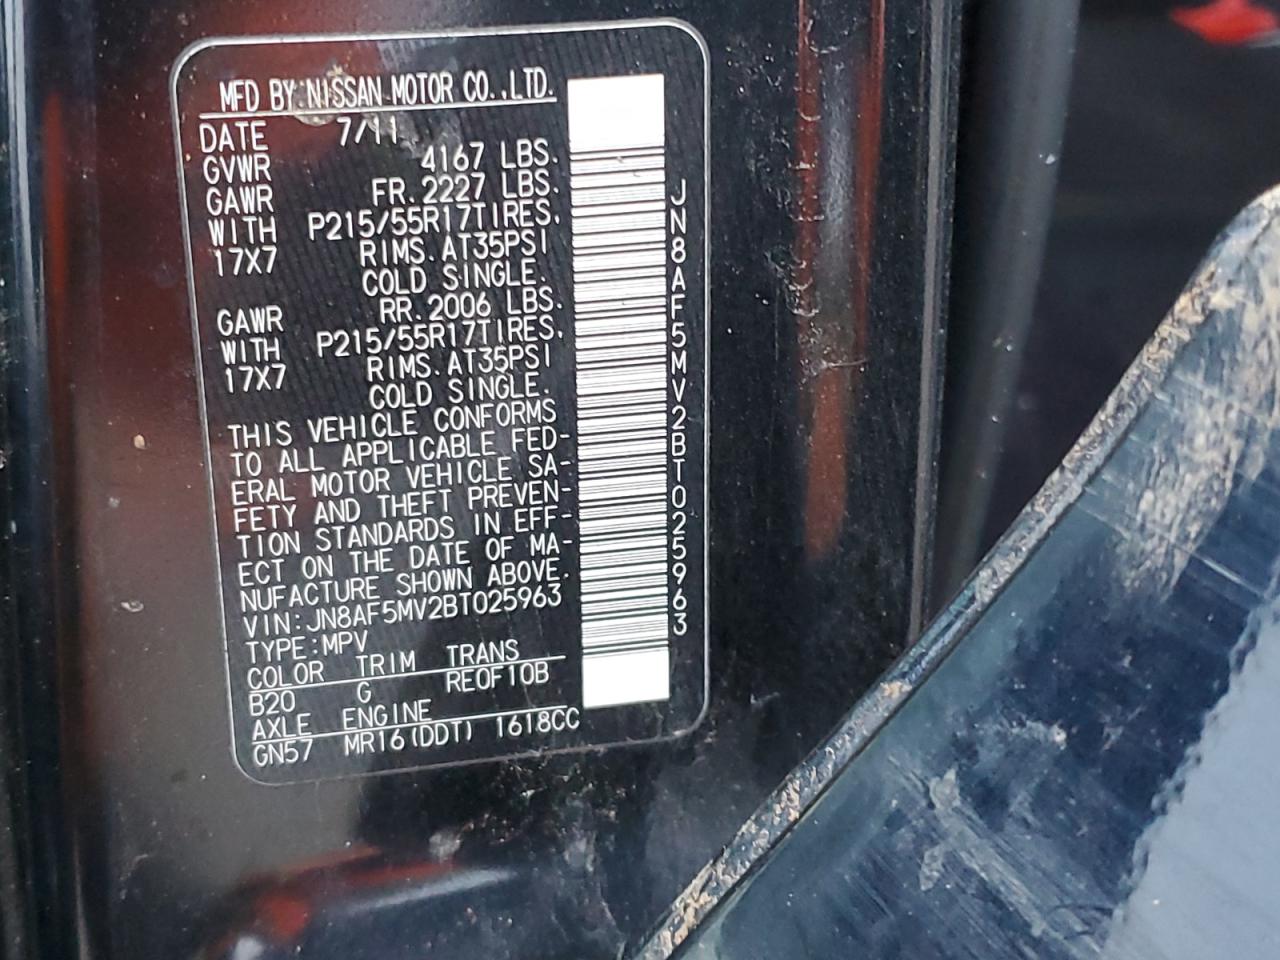 MFD BY NISSAN MOTOR CO.,LTD.
DATE 7/11
GVWR 4167 LBS.
GAWR FR. 2227 LBS.
WITH P215/55R17TIRES,
17X7 RIMS. AT35PSI
COLD SINGLE.
GAWR RR. 2006 LBS.
WITH P215/55R17TIRES,
17X7 RIMS. AT35PSI
COLD SINGLE.
THIS VEHICLE CONFORMS
TO ALL APPLICABLE FED-
ERAL MOTOR VEHICLE SA-
FETY AND THEFT PREVEN-
TION STANDARDS IN EFF-
ECT ON THE DATE OF MA-
NUFACTURE SHOWN ABOVE.
VIN:JN8AF5MV2BT025963
TYPE:MPV
COLOR TRIM TRANS
B20 G RE0F10B
AXLE ENGINE
GN57 MR16(DDT) 1618CC
JN8AF5MV2BT025963